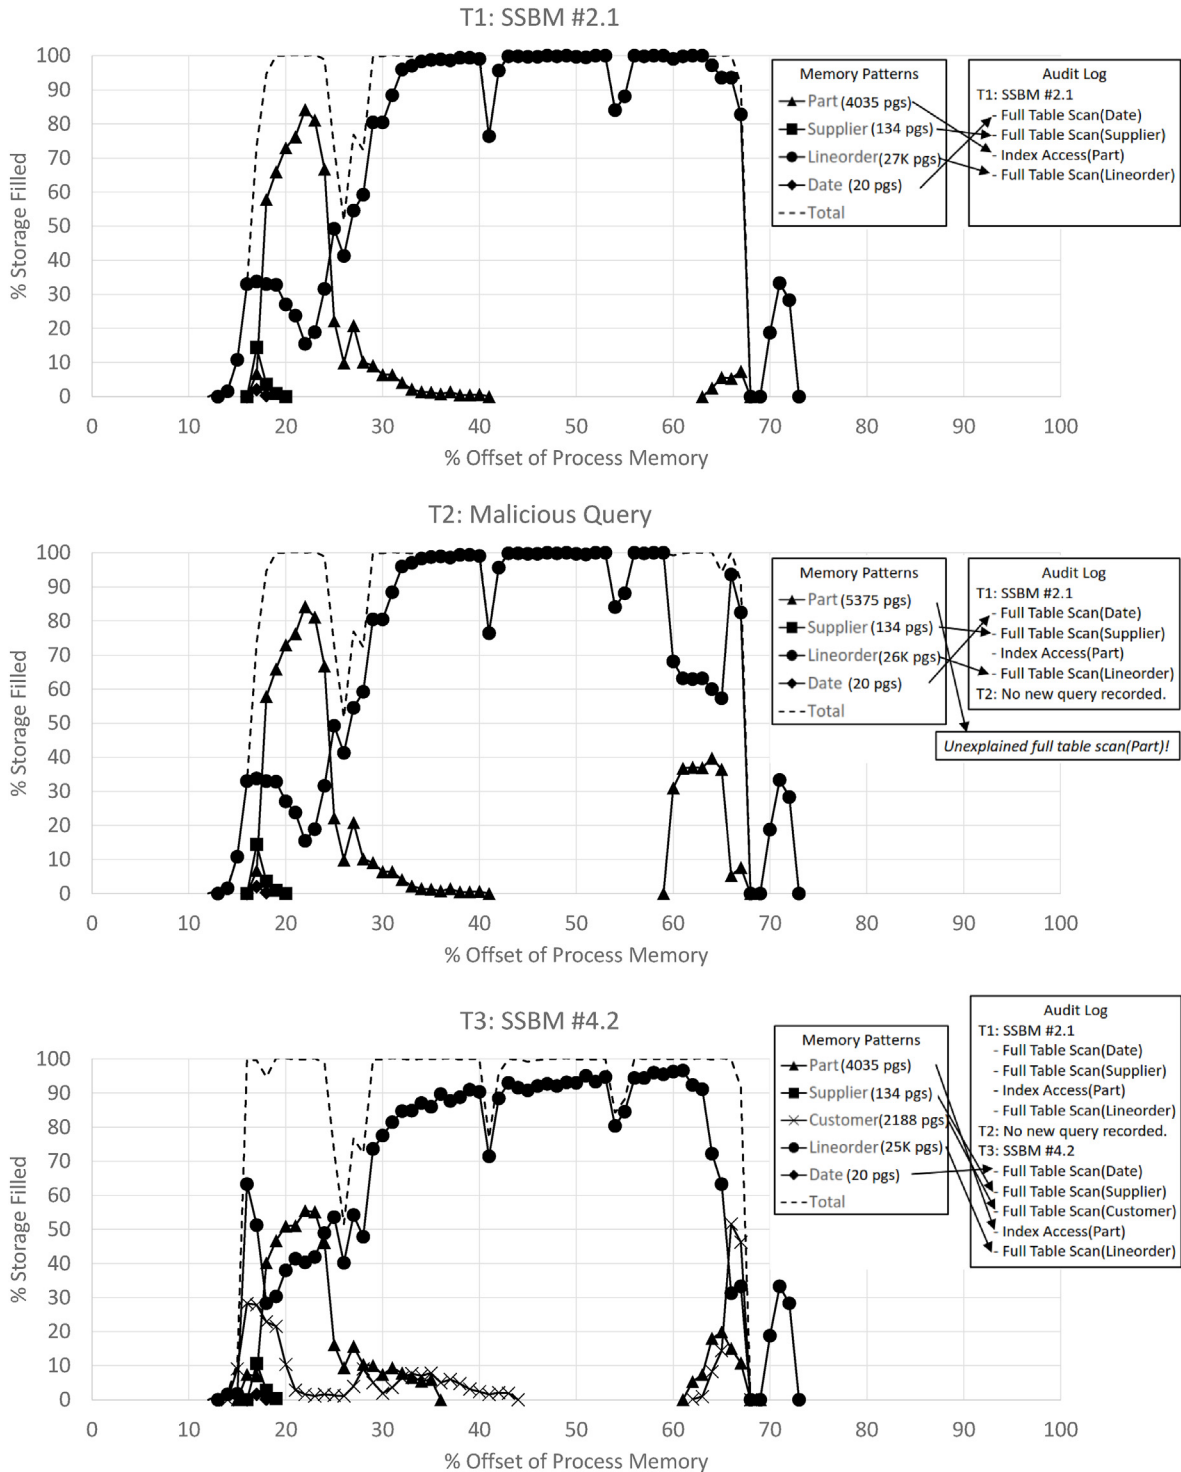 T1: SSBM #2.1
% Storage Filled
100
90
80
70
60
50
40
30
20
10
0
0 10 20 30 40 50 60 70 80 90 100
% Offset of Process Memory
Memory Patterns
Part (4035 pgs)
Supplier (134 pgs)
Lineorder (27K pgs)
Date (20 pgs)
Total
Audit Log
T1: SSBM #2.1
- Full Table Scan(Date)
- Full Table Scan(Supplier)
- Index Access(Part)
- Full Table Scan(Lineorder)
T2: Malicious Query
% Storage Filled
100
90
80
70
60
50
40
30
20
10
0
0 10 20 30 40 50 60 70 80 90 100
% Offset of Process Memory
Memory Patterns
Part (5375 pgs)
Supplier (134 pgs)
Lineorder (26K pgs)
Date (20 pgs)
Total
Audit Log
T1: SSBM #2.1
- Full Table Scan(Date)
- Full Table Scan(Supplier)
- Index Access(Part)
- Full Table Scan(Lineorder)
T2: No new query recorded.
Unexplained full table scan(Part)!
T3: SSBM #4.2
% Storage Filled
100
90
80
70
60
50
40
30
20
10
0
0 10 20 30 40 50 60 70 80 90 100
% Offset of Process Memory
Memory Patterns
Part (4035 pgs)
Supplier (134 pgs)
Customer (2188 pgs)
Lineorder (25K pgs)
Date (20 pgs)
Total
Audit Log
T1: SSBM #2.1
- Full Table Scan(Date)
- Full Table Scan(Supplier)
- Index Access(Part)
- Full Table Scan(Lineorder)
T2: No new query recorded.
T3: SSBM #4.2
- Full Table Scan(Date)
- Full Table Scan(Supplier)
- Full Table Scan(Customer)
- Index Access(Part)
- Full Table Scan(Lineorder)